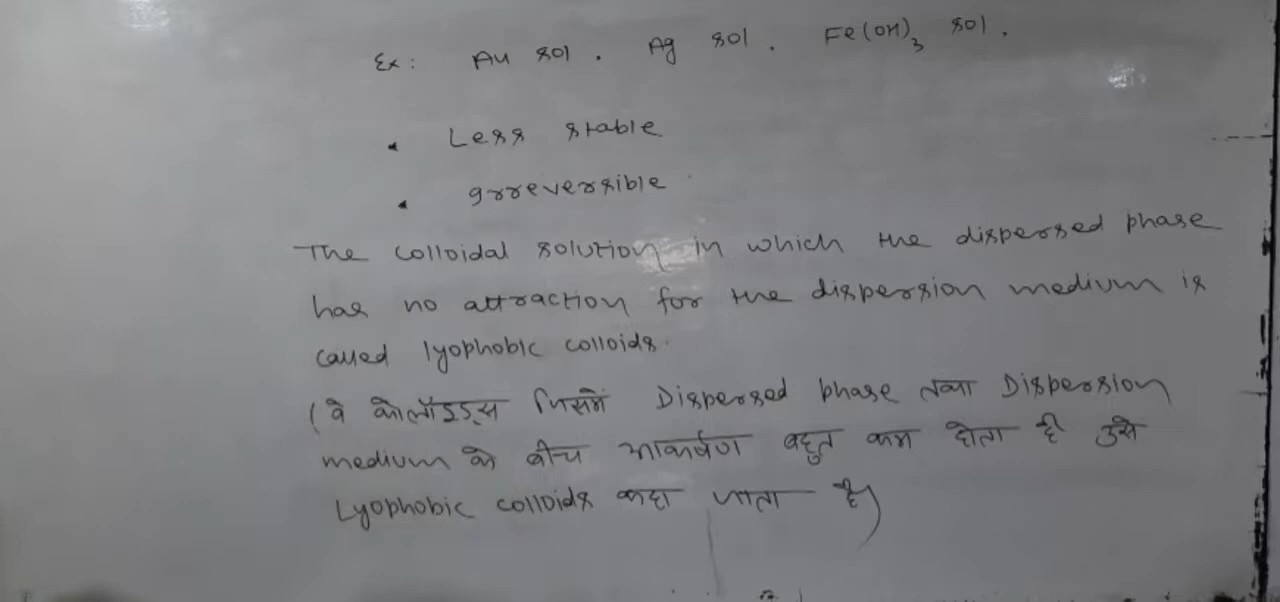 Ex: Au sol. Ag sol. Fe(OH)₃ sol.
• Less stable
• Irreversible
The colloidal solution in which the dispersed phase
has no attraction for the dispersion medium is
called lyophobic colloids.
(वे कोलॉइड्स जिसमें Dispersed phase तथा Dispersion
medium के बीच आकर्षण बहुत कम होता है उसे
Lyophobic colloids कहा जाता है)